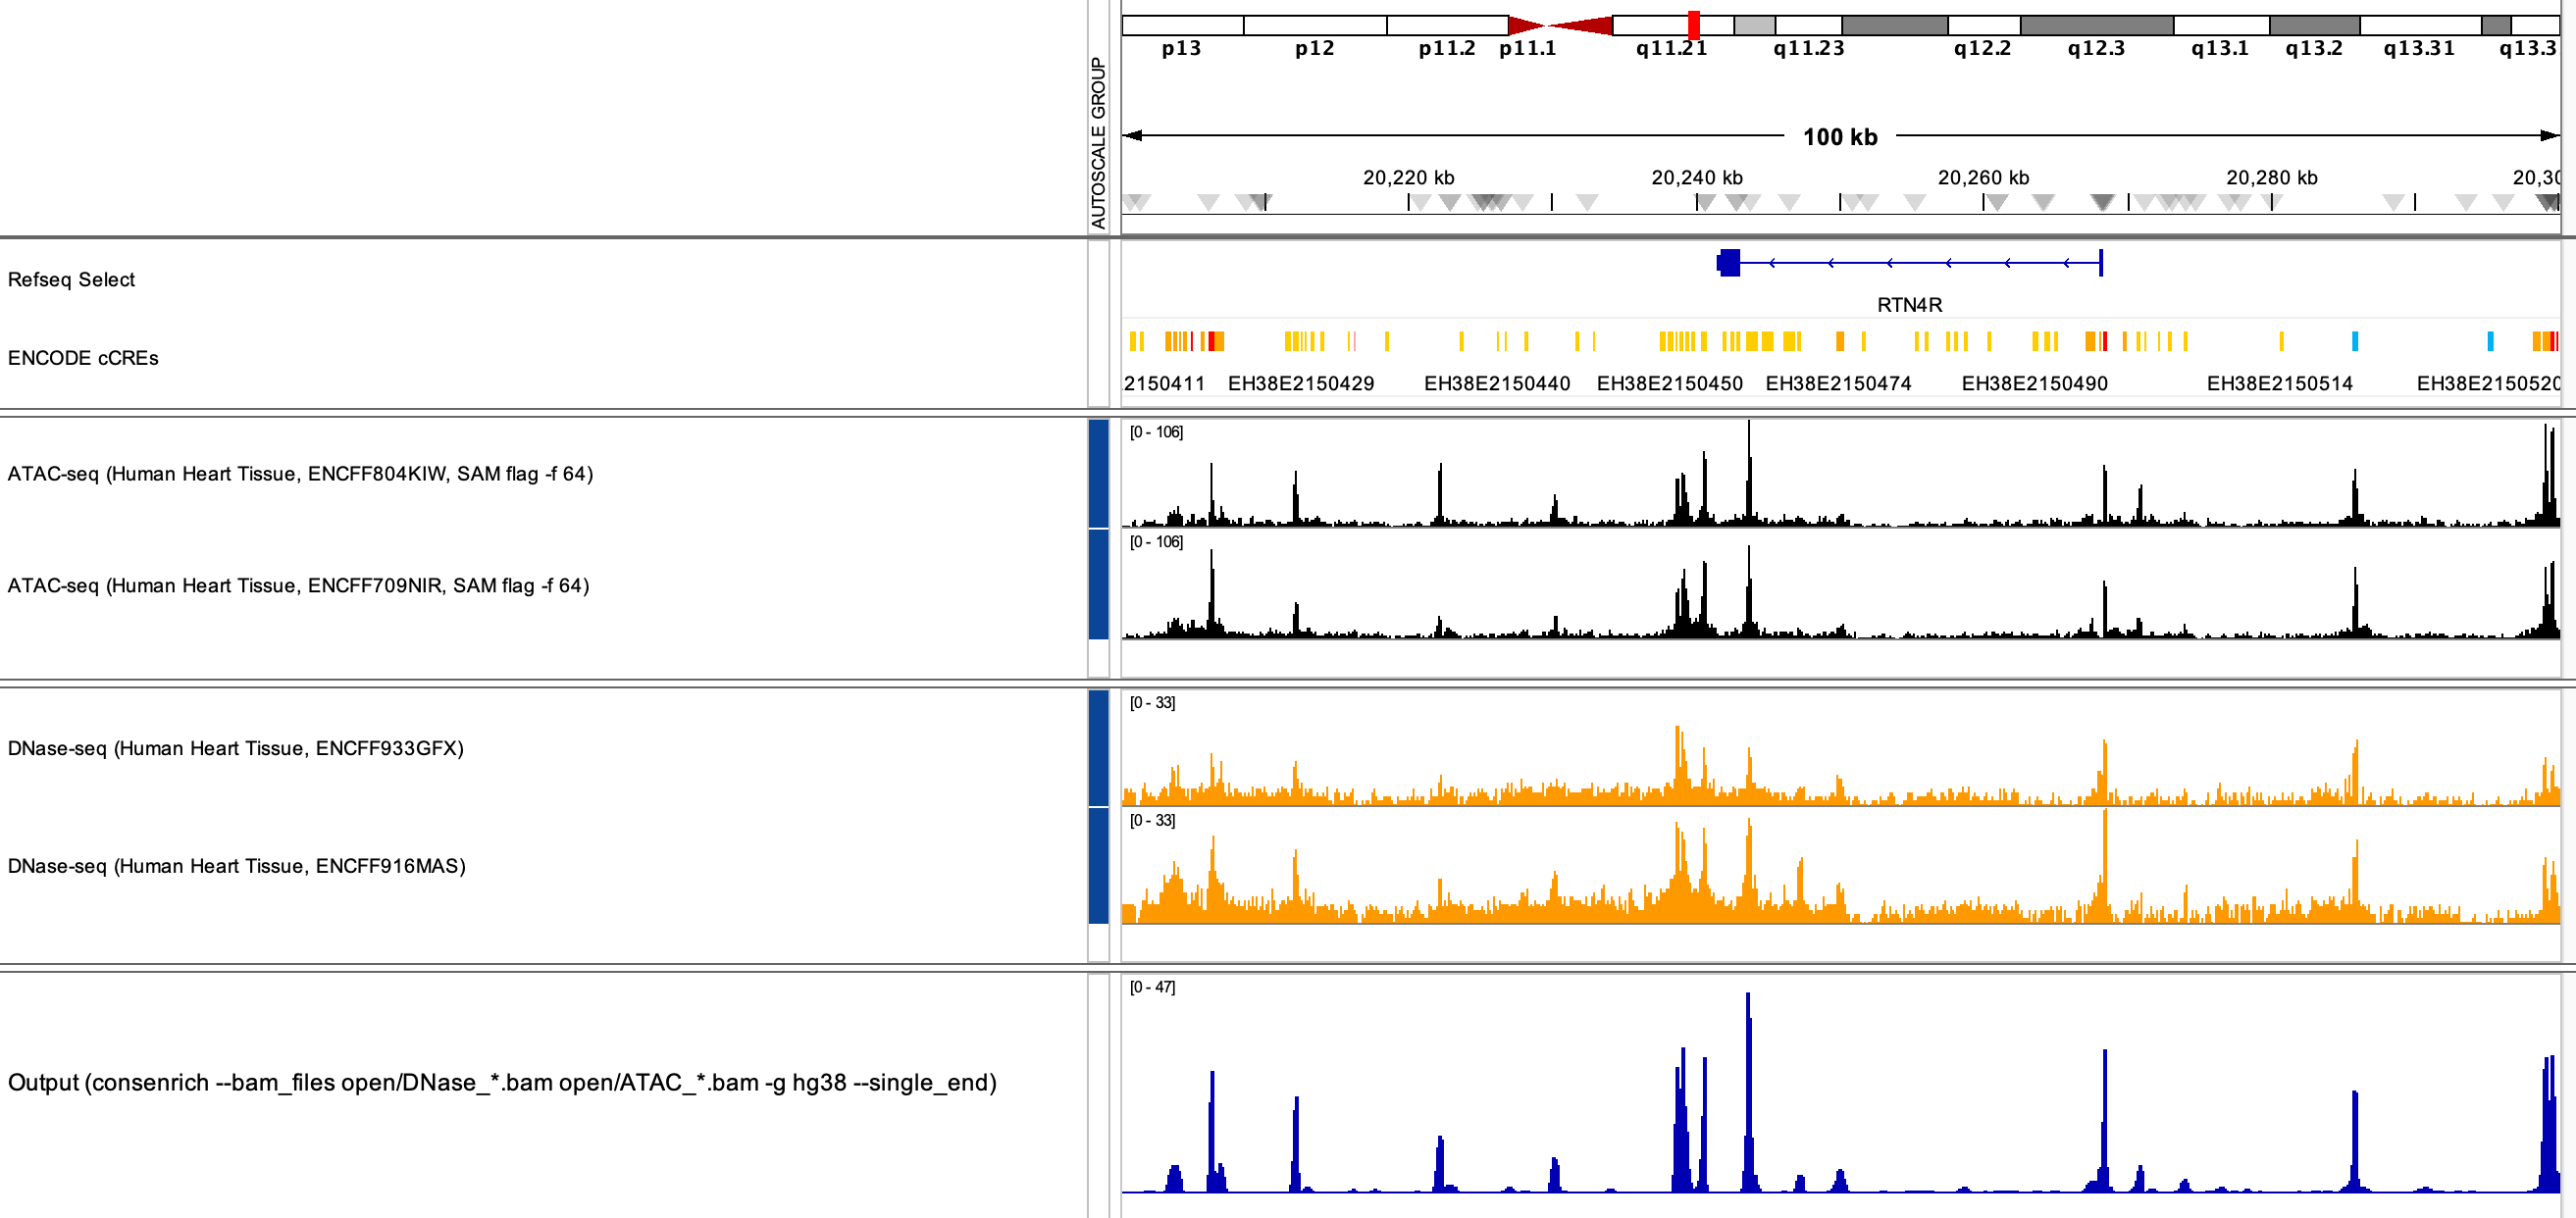 p13 p12 p11.2 p11.1 q11.21 q11.23 q12.2 q12.3 q13.1 q13.2 q13.31 q13.3
AUTOSCALE GROUP
100 kb
20,220 kb 20,240 kb 20,260 kb 20,280 kb 20,30
Refseq Select
RTN4R
ENCODE cCREs
2150411 EH38E2150429 EH38E2150440 EH38E2150450 EH38E2150474 EH38E2150490 EH38E2150514 EH38E2150520
[0 - 106]
ATAC-seq (Human Heart Tissue, ENCFF804KIW, SAM flag -f 64)
[0 - 106]
ATAC-seq (Human Heart Tissue, ENCFF709NIR, SAM flag -f 64)
[0 - 33]
DNase-seq (Human Heart Tissue, ENCFF933GFX)
[0 - 33]
DNase-seq (Human Heart Tissue, ENCFF916MAS)
[0 - 47]
Output (consenrich --bam_files open/DNase_*.bam open/ATAC_*.bam -g hg38 --single_end)